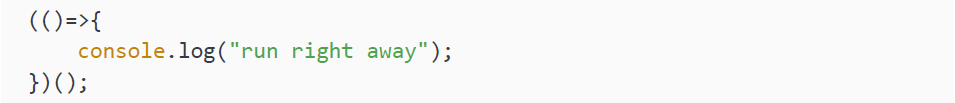 (()=>{
    console.log("run right away");
})();